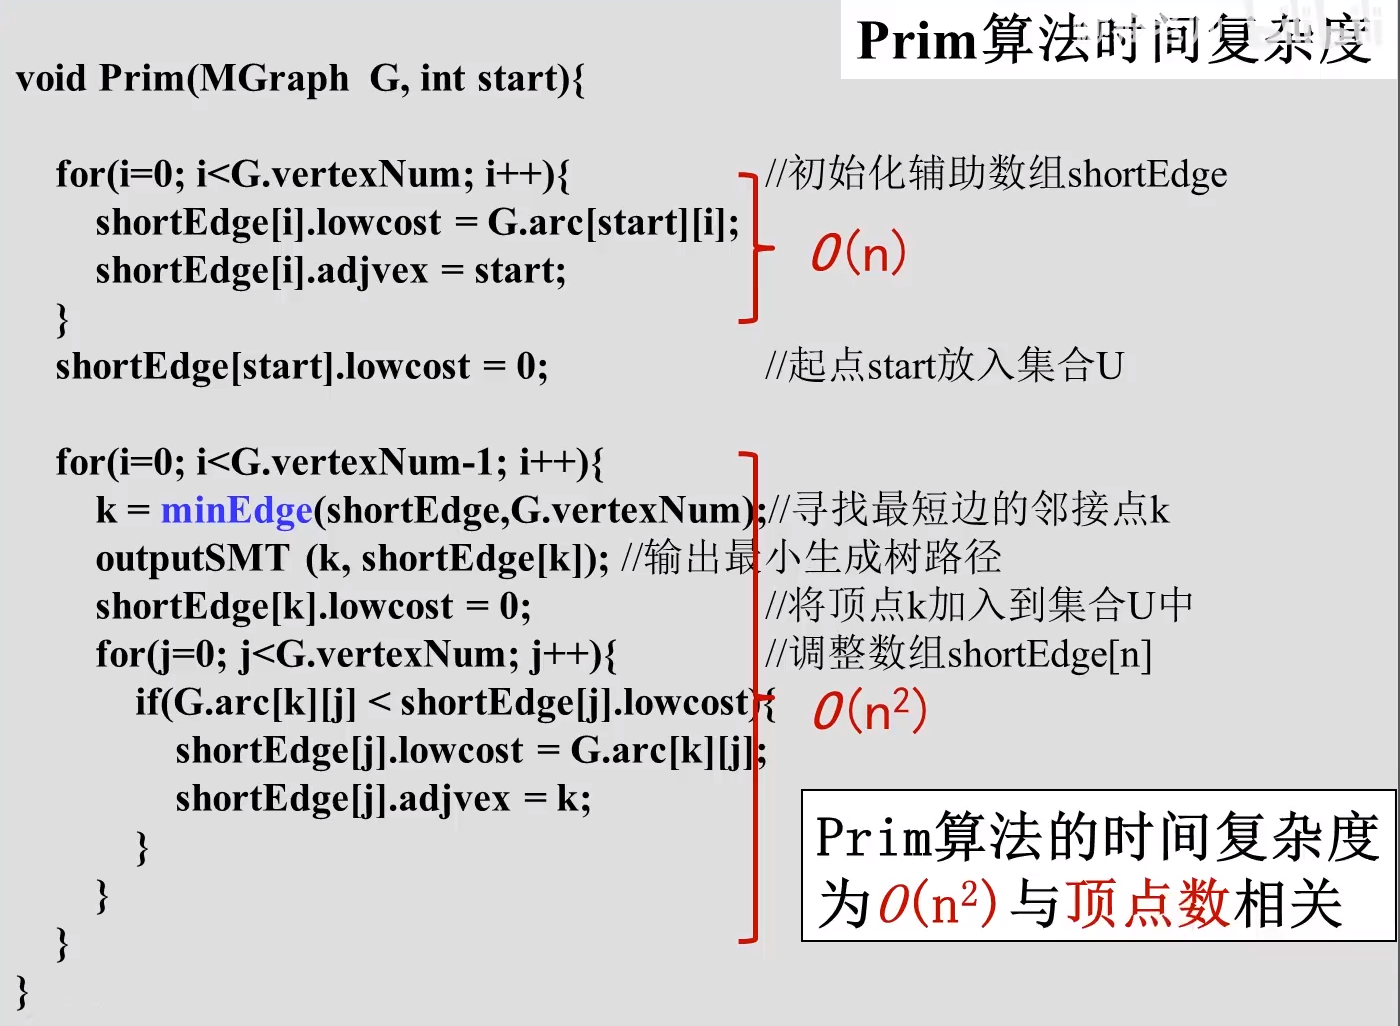 Prim算法时间复杂度
void Prim(MGraph G, int start){
for(i=0; i<G.vertexNum; i++){ //初始化辅助数组shortEdge
shortEdge[i].lowcost = G.arc[start][i];
O(n)
shortEdge[i].adjvex = start;
}
shortEdge[start].lowcost = 0; //起点start放入集合U
for(i=0; i<G.vertexNum-1; i++){
k = minEdge(shortEdge,G.vertexNum);//寻找最短边的邻接点k
outputSMT (k, shortEdge[k]); //输出最小生成树路径
shortEdge[k].lowcost = 0; //将顶点k加入到集合U中
for(j=0; j<G.vertexNum; j++){ //调整数组shortEdge[n]
if(G.arc[k][j] < shortEdge[j].lowcost){
O(n²)
shortEdge[j].lowcost = G.arc[k][j];
shortEdge[j].adjvex = k;
}
}
}
}
Prim算法的时间复杂度
为O(n²)与顶点数相关